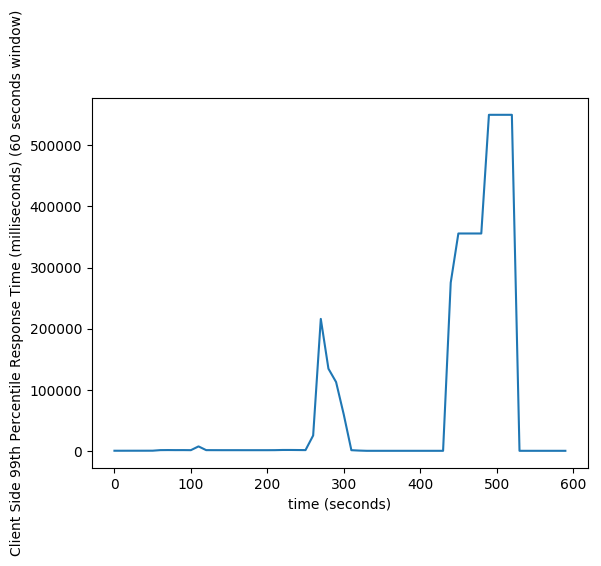 Client Side 99th Percentile Response Time (milliseconds) (60 seconds window)
500000
400000
300000
200000
100000
0
0 100 200 300 400 500 600
time (seconds)